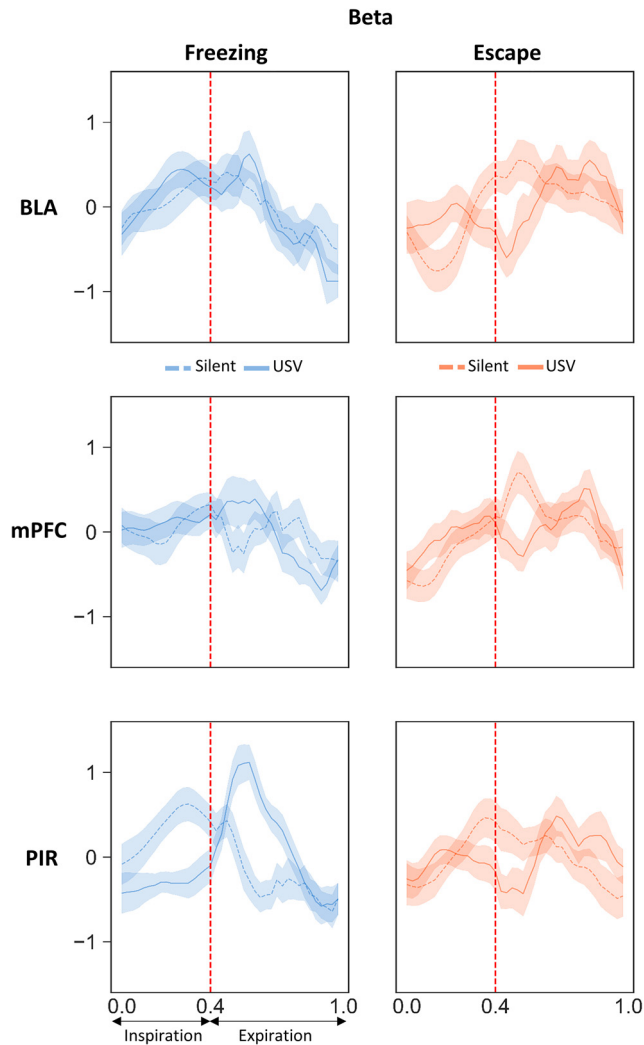 Beta
Freezing Escape
1
BLA 0
−1
Silent USV Silent USV
1
mPFC 0
−1
1
PIR 0
−1
0.0 0.4 1.0 0.0 0.4 1.0
Inspiration Expiration